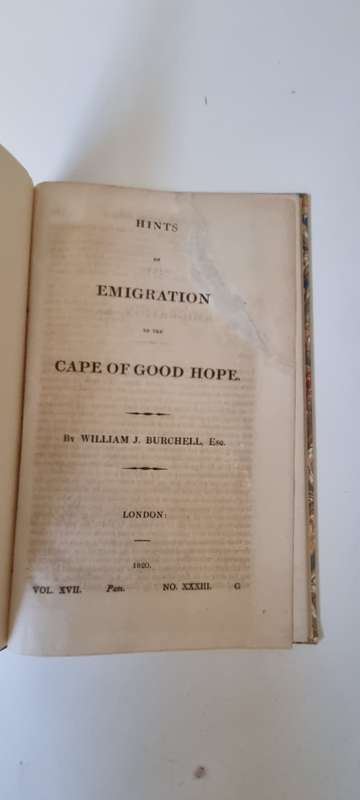 HINTS
ON
EMIGRATION
TO THE
CAPE OF GOOD HOPE.
By WILLIAM J. BURCHELL, Esq.
LONDON:
1820.
VOL. XVII. Pam. NO. XXXIII. G